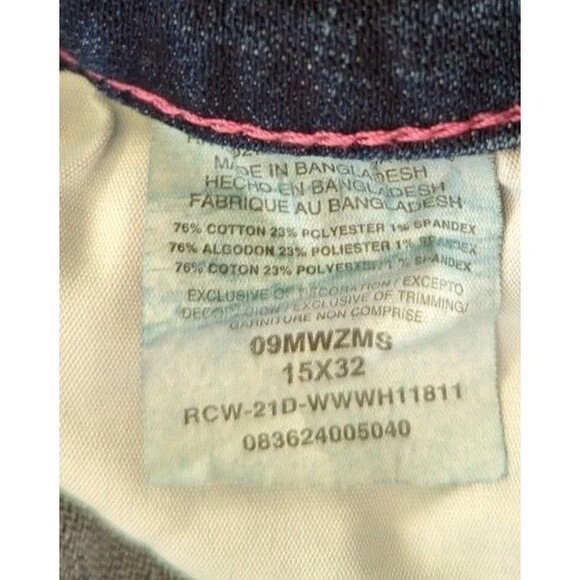 MADE IN BANGLADESH
HECHO EN BANGLADESH
FABRIQUE AU BANGLADESH
76% COTTON 23% POLYESTER 1% SPANDEX
76% ALGODON 23% POLIESTER 1% SPANDEX
76% COTON 23% POLYESTER 1% SPANDEX
EXCLUSIVE OF DECORATION/ EXCEPTO
DECORACION/ EXCLUSIVE OF TRIMMING/
GARNITURE NON COMPRISE
09MWZMS
15X32
RCW-21D-WWWH11811
083624005040